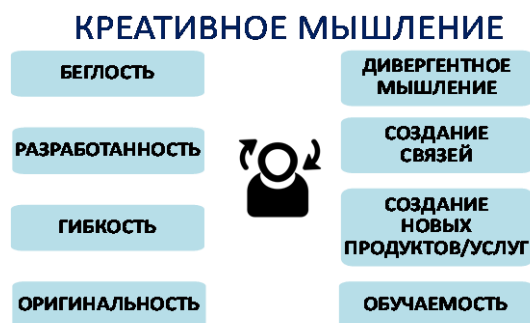 КРЕАТИВНОЕ МЫШЛЕНИЕ
БЕГЛОСТЬ
РАЗРАБОТАННОСТЬ
ГИБКОСТЬ
ОРИГИНАЛЬНОСТЬ
ДИВЕРГЕНТНОЕ
МЫШЛЕНИЕ
СОЗДАНИЕ
СВЯЗЕЙ
СОЗДАНИЕ
НОВЫХ
ПРОДУКТОВ/УСЛУГ
ОБУЧАЕМОСТЬ